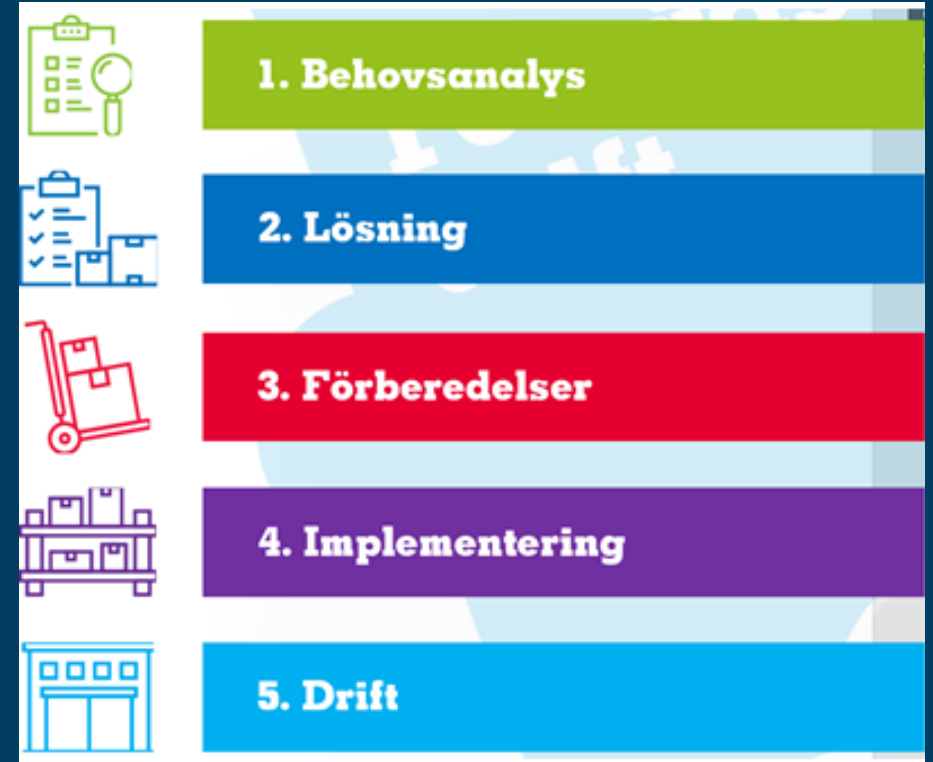 1. Behovsanalys
2. Lösning
3. Förberedelser
4. Implementering
5. Drift